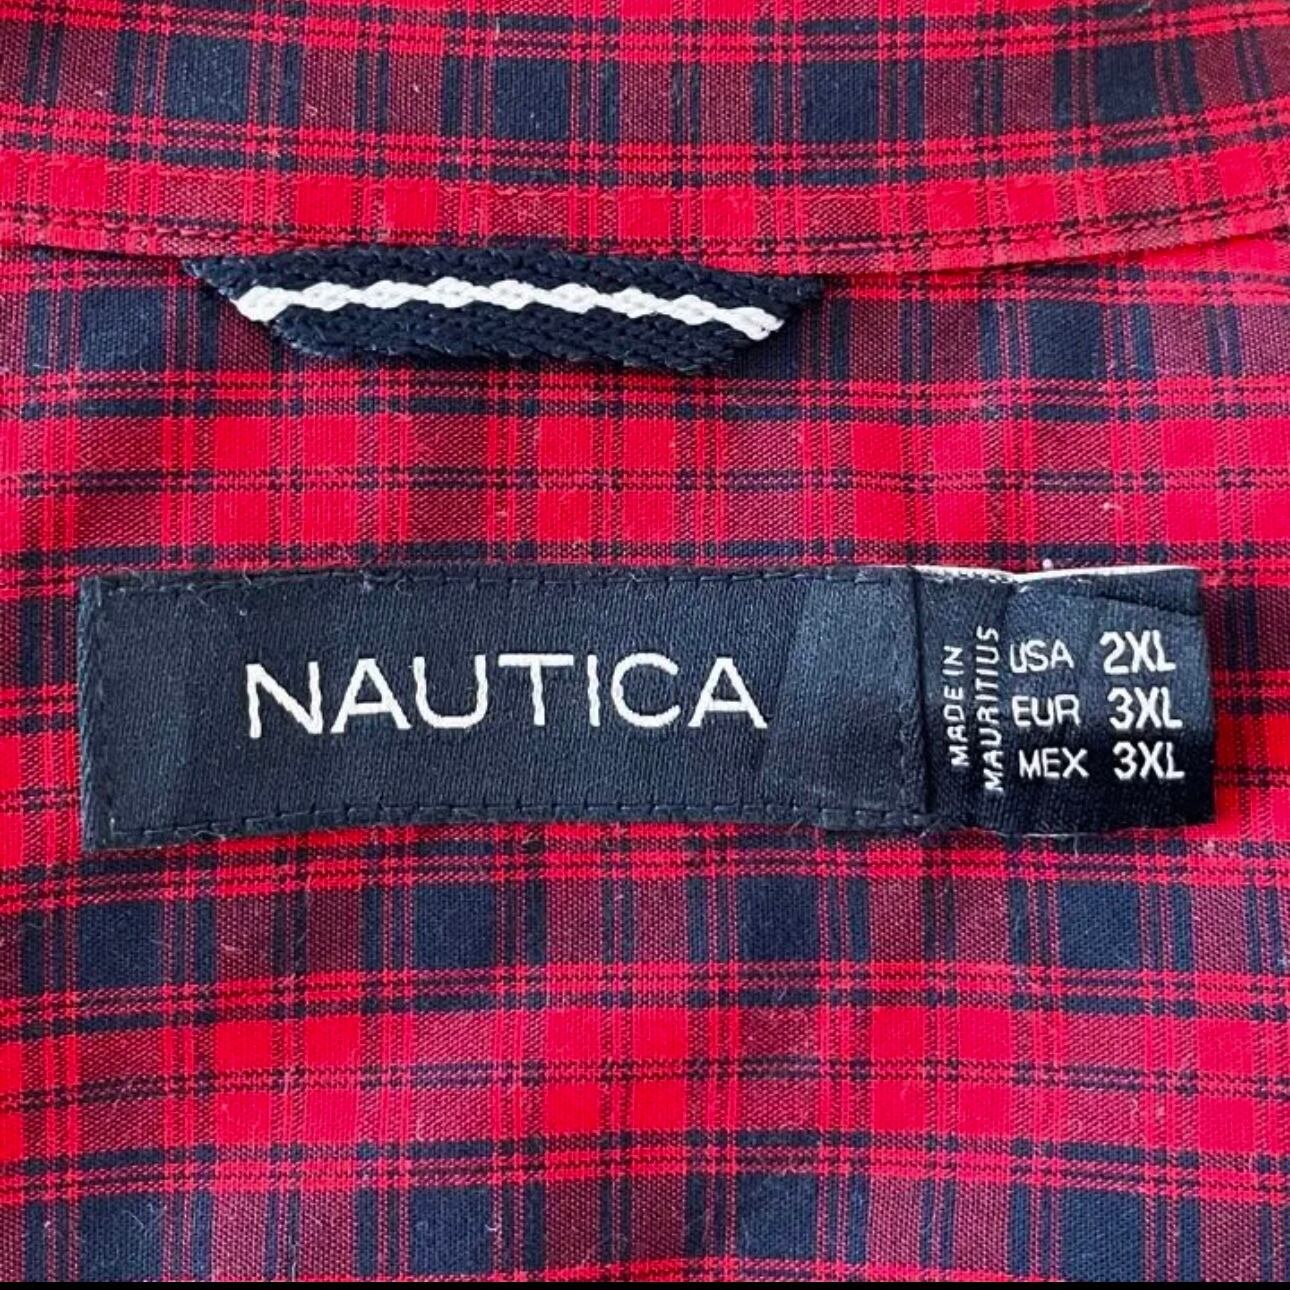 NAUTICA
MADE IN
MAURITIUS
USA 2XL
EUR 3XL
MEX 3XL